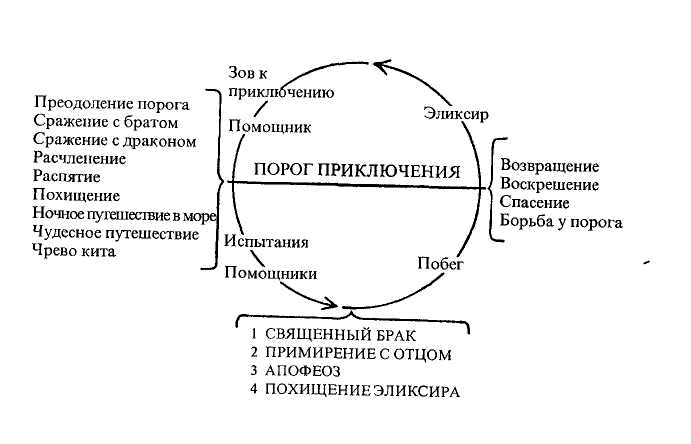 Зов к
приключению
Помощник
Преодоление порога
Сражение с братом
Сражение с драконом
Расчленение
Распятие
Похищение
Ночное путешествие в море
Чудесное путешествие
Чрево кита
Эликсир
ПОРОГ ПРИКЛЮЧЕНИЯ
Возвращение
Воскрешение
Спасение
Борьба у порога
Испытания
Помощники
Побег
1 СВЯЩЕННЫЙ БРАК
2 ПРИМИРЕНИЕ С ОТЦОМ
3 АПОФЕОЗ
4 ПОХИЩЕНИЕ ЭЛИКСИРА